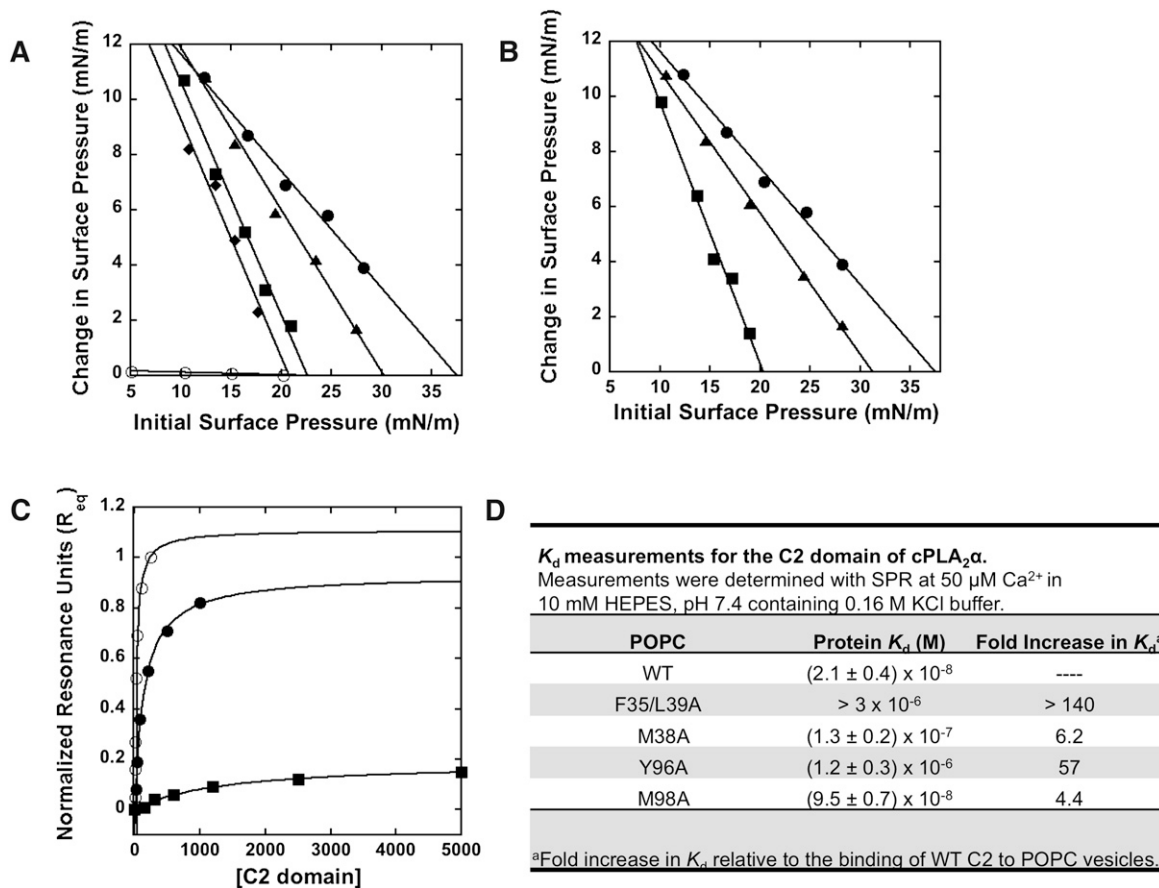 A
Change in Surface Pressure (mN/m)
12
10
8
6
4
2
0
5 10 15 20 25 30 35
Initial Surface Pressure (mN/m)
B
Change in Surface Pressure (mN/m)
12
10
8
6
4
2
0
5 10 15 20 25 30 35
Initial Surface Pressure (mN/m)
C
Normalized Resonance Units (Req)
1.2
1
0.8
0.6
0.4
0.2
0
0 1000 2000 3000 4000 5000
[C2 domain]
D
Kd measurements for the C2 domain of cPLA2α.
Measurements were determined with SPR at 50 µM Ca²⁺ in
10 mM HEPES, pH 7.4 containing 0.16 M KCl buffer.
POPC Protein Kd (M) Fold Increase in Kdᵃ
WT (2.1 ± 0.4) x 10⁻⁸ ----
F35/L39A > 3 x 10⁻⁶ > 140
M38A (1.3 ± 0.2) x 10⁻⁷ 6.2
Y96A (1.2 ± 0.3) x 10⁻⁶ 57
M98A (9.5 ± 0.7) x 10⁻⁸ 4.4
ᵃFold increase in Kd relative to the binding of WT C2 to POPC vesicles.